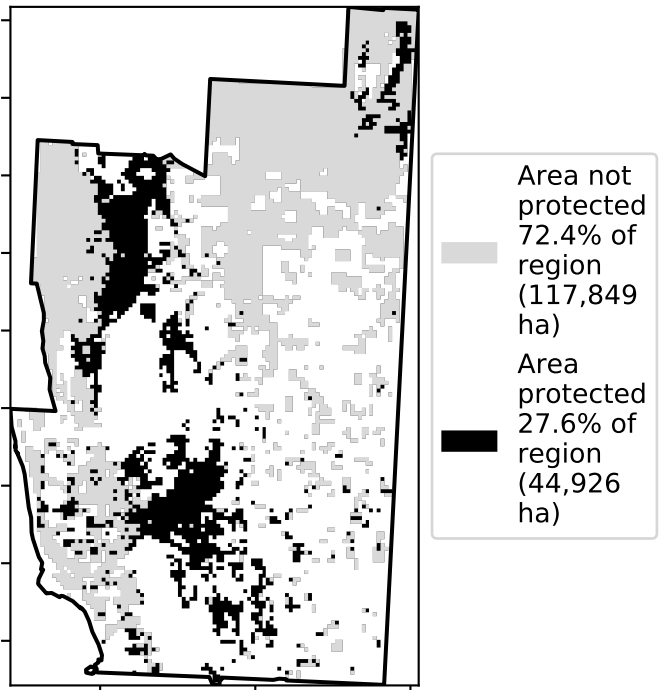 Area not
protected
72.4% of
region
(117,849
ha)
Area
protected
27.6% of
region
(44,926
ha)